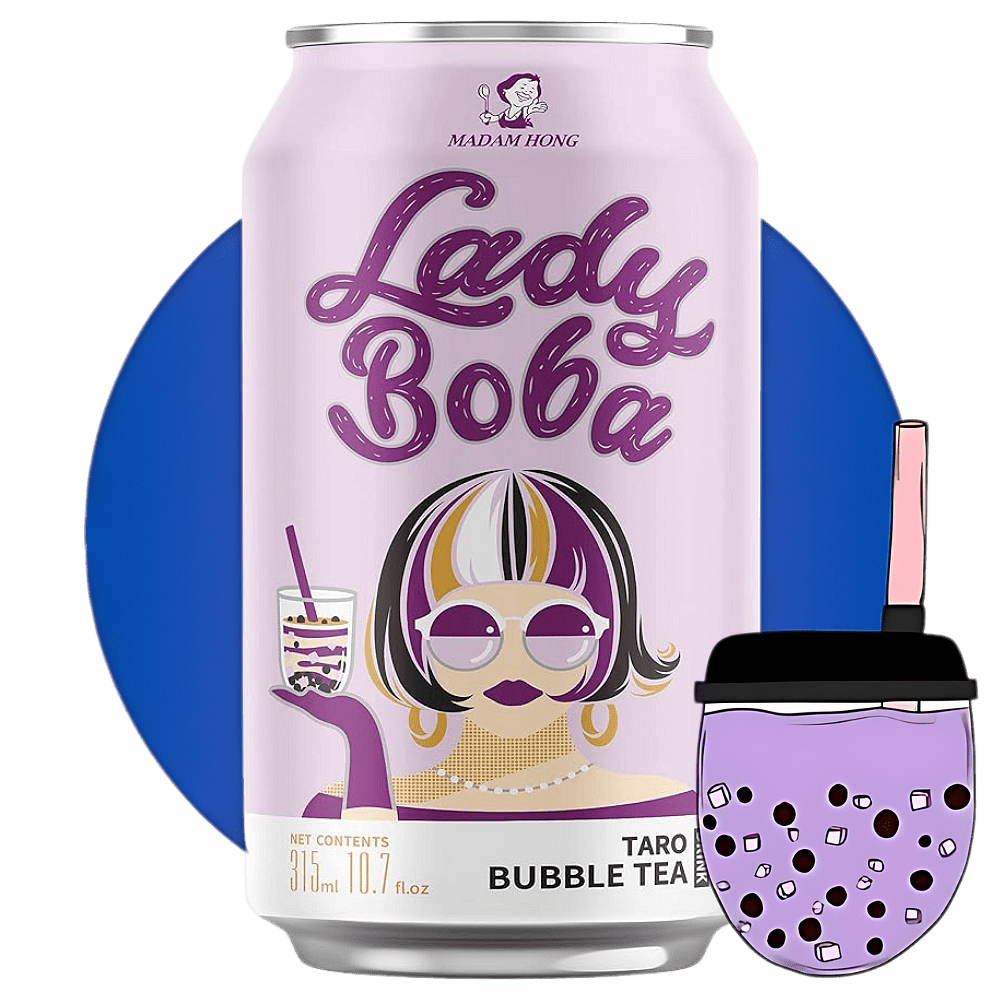 MADAM HONG
Lady
Boba
NET CONTENTS
315ml 10.7 fl.oz
TARO
BUBBLE TEA